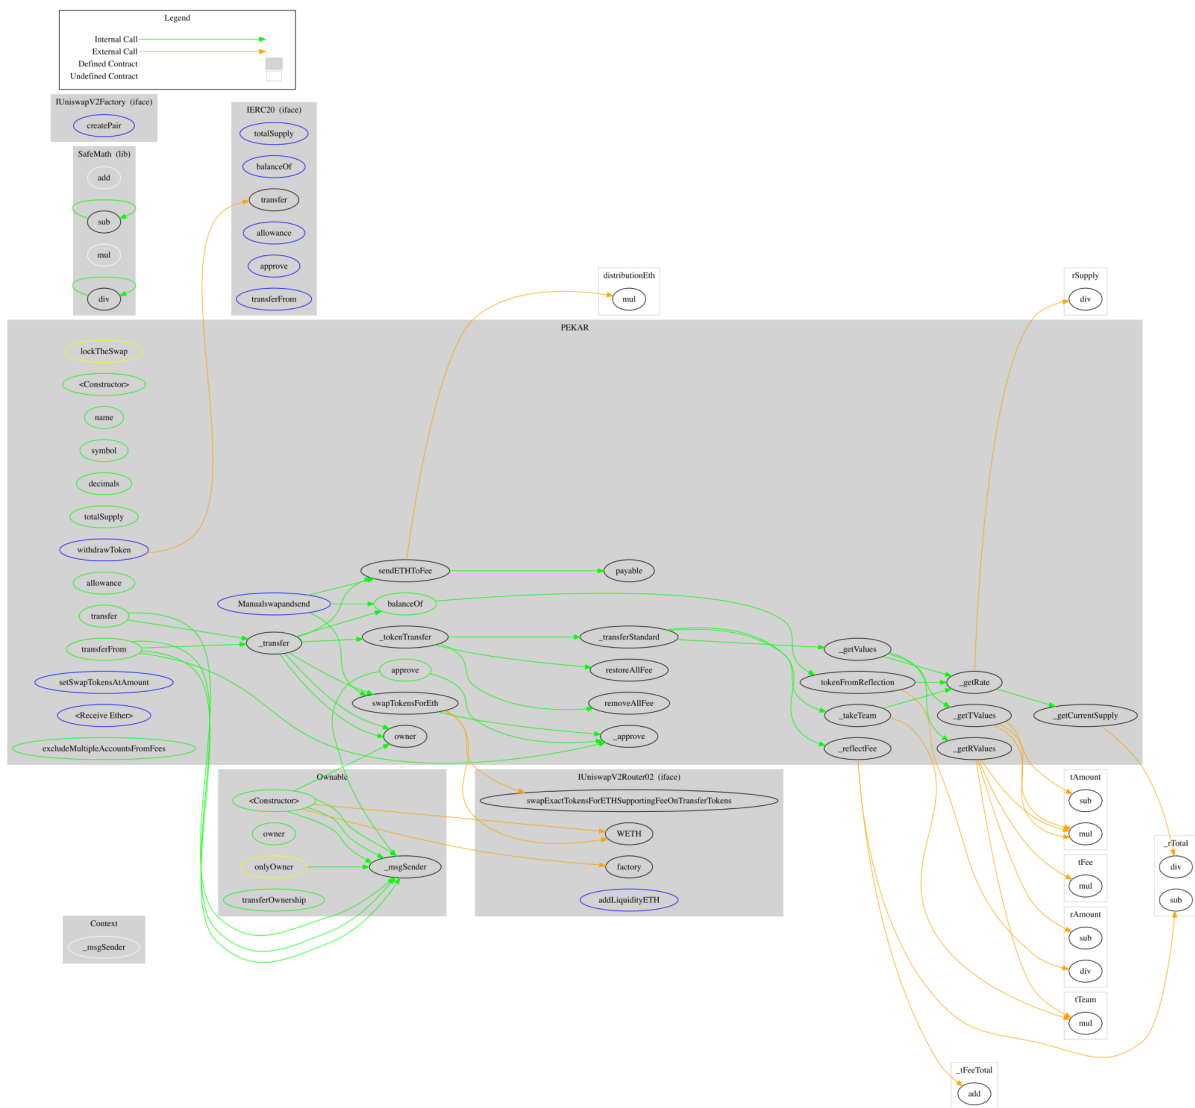 Legend
Internal Call
External Call
Defined Contract
Undefined Contract
IUniswapV2Factory (iface)
createPair
IERC20 (iface)
totalSupply
balanceOf
transfer
allowance
approve
transferFrom
SafeMath (lib)
add
sub
mul
div
distributionEth
mul
rSupply
div
PEKAR
lockTheSwap
<Constructor>
name
symbol
decimals
totalSupply
withdrawToken
allowance
transfer
transferFrom
setSwapTokensAtAmount
<Receive Ether>
excludeMultipleAccountsFromFees
Manualswapandsend
_transfer
sendETHToFee
balanceOf
_tokenTransfer
approve
swapTokensForEth
owner
payable
_transferStandard
restoreAllFee
removeAllFee
_approve
_getValues
tokenFromReflection
_takeTeam
_reflectFee
_getRate
_getTValues
_getRValues
_getCurrentSupply
Ownable
<Constructor>
owner
onlyOwner
transferOwnership
_msgSender
IUniswapV2Router02 (iface)
swapExactTokensForETHSupportingFeeOnTransferTokens
WETH
factory
addLiquidityETH
tAmount
sub
mul
tFee
mul
rAmount
sub
div
tTeam
mul
_rTotal
div
sub
Context
_msgSender
_tFeeTotal
add